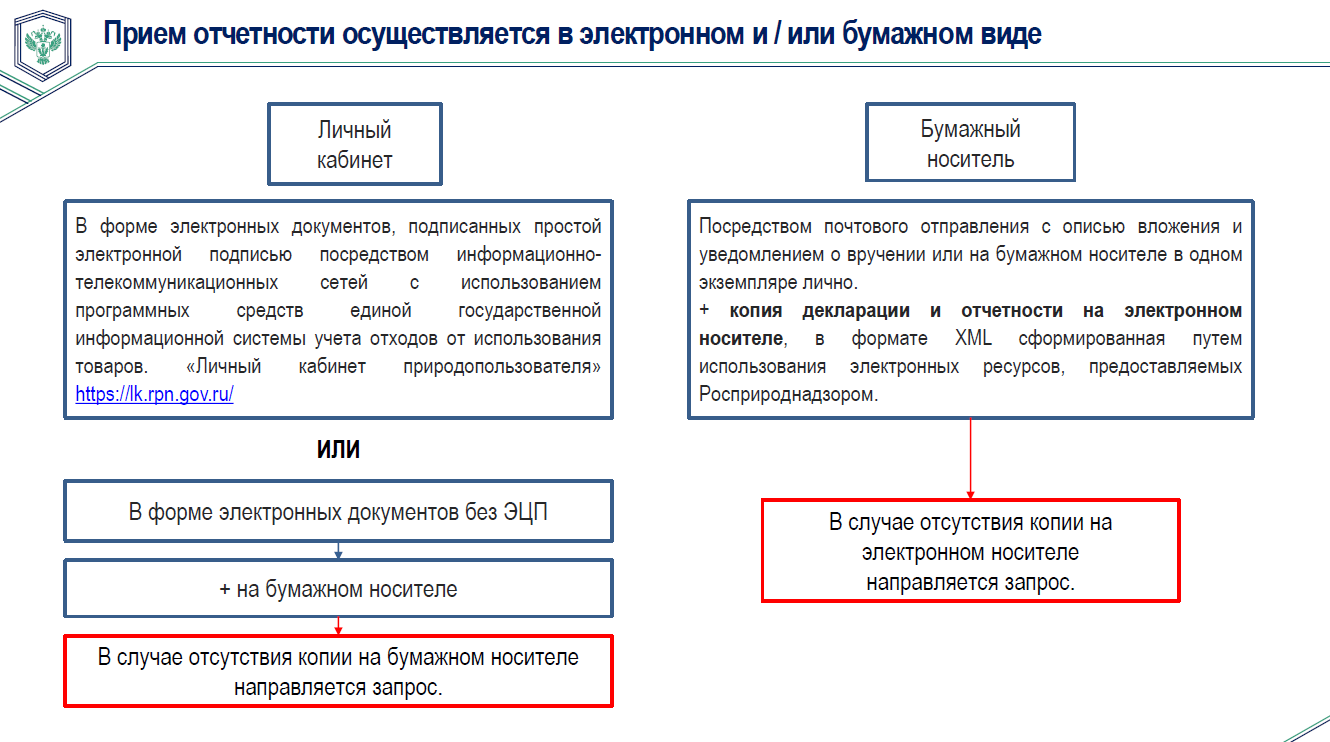 Прием отчетности осуществляется в электронном и / или бумажном виде
Личный
кабинет
В форме электронных документов, подписанных простой
электронной подписью посредством информационно-
телекоммуникационных сетей с использованием
программных средств единой государственной
информационной системы учета отходов от использования
товаров. «Личный кабинет природопользователя»
https://lk.rpn.gov.ru/
ИЛИ
В форме электронных документов без ЭЦП
+ на бумажном носителе
В случае отсутствия копии на бумажном носителе
направляется запрос.
Бумажный
носитель
Посредством почтового отправления с описью вложения и
уведомлением о вручении или на бумажном носителе в одном
экземпляре лично.
+ копия декларации и отчетности на электронном
носителе, в формате XML сформированная путем
использования электронных ресурсов, предоставляемых
Росприроднадзором.
В случае отсутствия копии на
электронном носителе
направляется запрос.